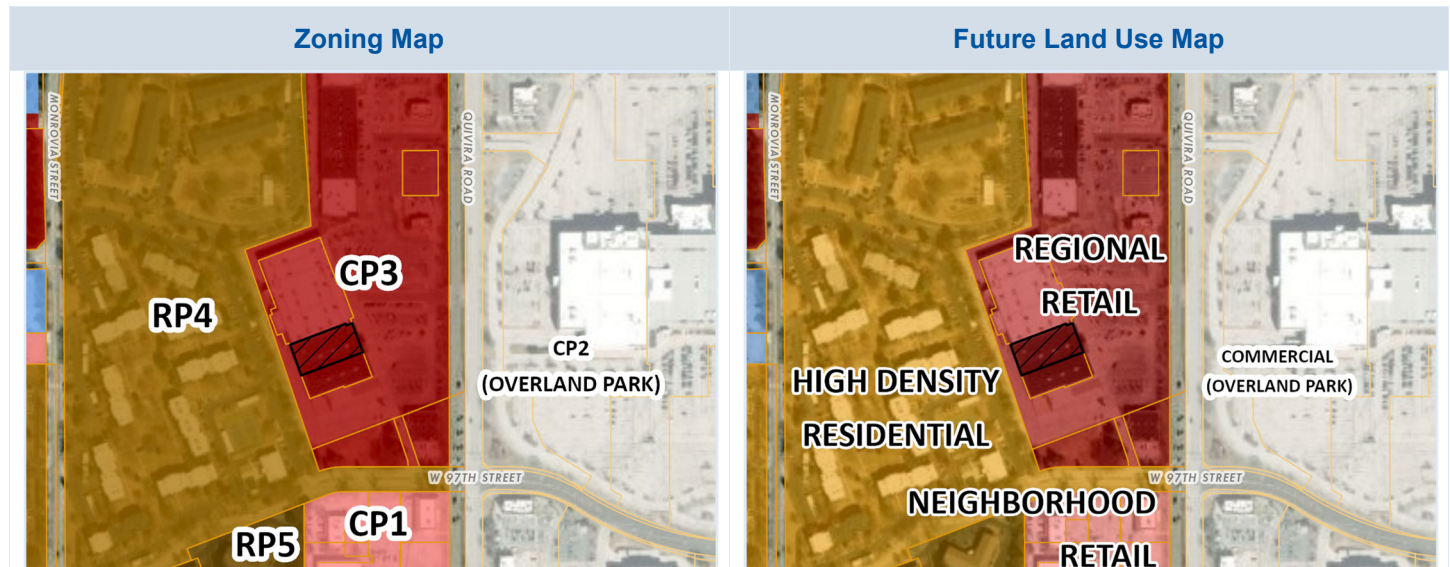 Zoning Map
MONROVIA STREET
QUIVIRA ROAD
CP3
RP4
CP2
(OVERLAND PARK)
W 97TH STREET
CP1
RP5
Future Land Use Map
MONROVIA STREET
QUIVIRA ROAD
REGIONAL
RETAIL
COMMERCIAL
(OVERLAND PARK)
HIGH DENSITY
RESIDENTIAL
W 97TH STREET
NEIGHBORHOOD
RETAIL